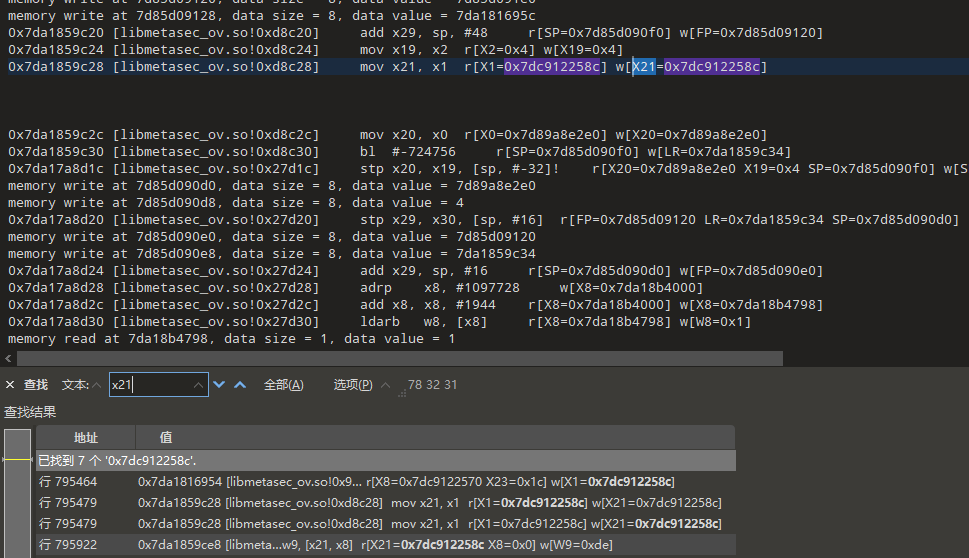 memory write at 7d85d09128, data size = 8, data value = 7da181695c
0x7da1859c20 [libmetasec_ov.so!0xd8c20] add x29, sp, #48 r[SP=0x7d85d090f0] w[FP=0x7d85d09120]
0x7da1859c24 [libmetasec_ov.so!0xd8c24] mov x19, x2 r[X2=0x4] w[X19=0x4]
0x7da1859c28 [libmetasec_ov.so!0xd8c28] mov x21, x1 r[X1=0x7dc912258c] w[X21=0x7dc912258c]
0x7da1859c2c [libmetasec_ov.so!0xd8c2c] mov x20, x0 r[X0=0x7d89a8e2e0] w[X20=0x7d89a8e2e0]
0x7da1859c30 [libmetasec_ov.so!0xd8c30] bl #-724756 r[SP=0x7d85d090f0] w[LR=0x7da1859c34]
0x7da17a8d1c [libmetasec_ov.so!0x27d1c] stp x20, x19, [sp, #-32]! r[X20=0x7d89a8e2e0 X19=0x4 SP=0x7d85d090f0] w[S
memory write at 7d85d090d0, data size = 8, data value = 7d89a8e2e0
memory write at 7d85d090d8, data size = 8, data value = 4
0x7da17a8d20 [libmetasec_ov.so!0x27d20] stp x29, x30, [sp, #16] r[FP=0x7d85d09120 LR=0x7da1859c34 SP=0x7d85d090d0]
memory write at 7d85d090e0, data size = 8, data value = 7d85d09120
memory write at 7d85d090e8, data size = 8, data value = 7da1859c34
0x7da17a8d24 [libmetasec_ov.so!0x27d24] add x29, sp, #16 r[SP=0x7d85d090d0] w[FP=0x7d85d090e0]
0x7da17a8d28 [libmetasec_ov.so!0x27d28] adrp x8, #1097728 w[X8=0x7da18b4000]
0x7da17a8d2c [libmetasec_ov.so!0x27d2c] add x8, x8, #1944 r[X8=0x7da18b4000] w[X8=0x7da18b4798]
0x7da17a8d30 [libmetasec_ov.so!0x27d30] ldarb w8, [x8] r[X8=0x7da18b4798] w[W8=0x1]
memory read at 7da18b4798, data size = 1, data value = 1
查找 文本: x21 全部(A) 选项(P) 78 32 31
查找结果
地址 值
已找到 7 个 '0x7dc912258c'.
行 795464 0x7da1816954 [libmetasec_ov.so!0x9... r[X8=0x7dc9122570 X23=0x1c] w[X1=0x7dc912258c]
行 795479 0x7da1859c28 [libmetasec_ov.so!0xd8c28] mov x21, x1 r[X1=0x7dc912258c] w[X21=0x7dc912258c]
行 795479 0x7da1859c28 [libmetasec_ov.so!0xd8c28] mov x21, x1 r[X1=0x7dc912258c] w[X21=0x7dc912258c]
行 795922 0x7da1859ce8 [libmeta...w9, [x21, x8] r[X21=0x7dc912258c X8=0x0] w[W9=0xde]